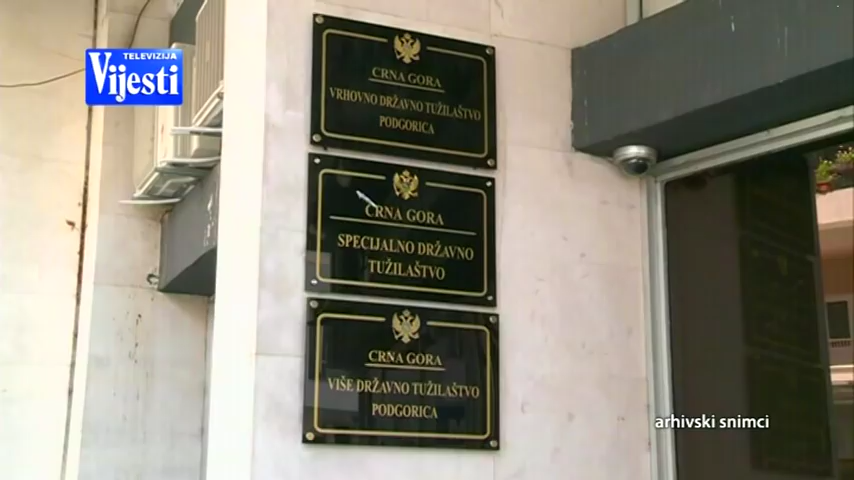 TELEVIZIJA
Vijesti
CRNA GORA
VRHOVNO DRŽAVNO TUŽILAŠTVO
PODGORICA
CRNA GORA
SPECIJALNO DRŽAVNO
TUŽILAŠTVO
CRNA GORA
VIŠE DRŽAVNO TUŽILAŠTVO
PODGORICA
arhivski snimci